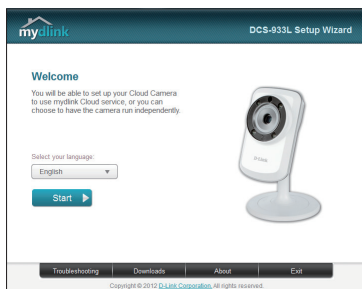 mydlink
DCS-933L Setup Wizard
Welcome
You will be able to set up your Cloud Camera
to use mydlink Cloud service, or you can
choose to have the camera run independently.
Select your language:
English
Start
D-Link
Troubleshooting
Downloads
About
Exit
Copyright © 2012 D-Link Corporation. All rights reserved.